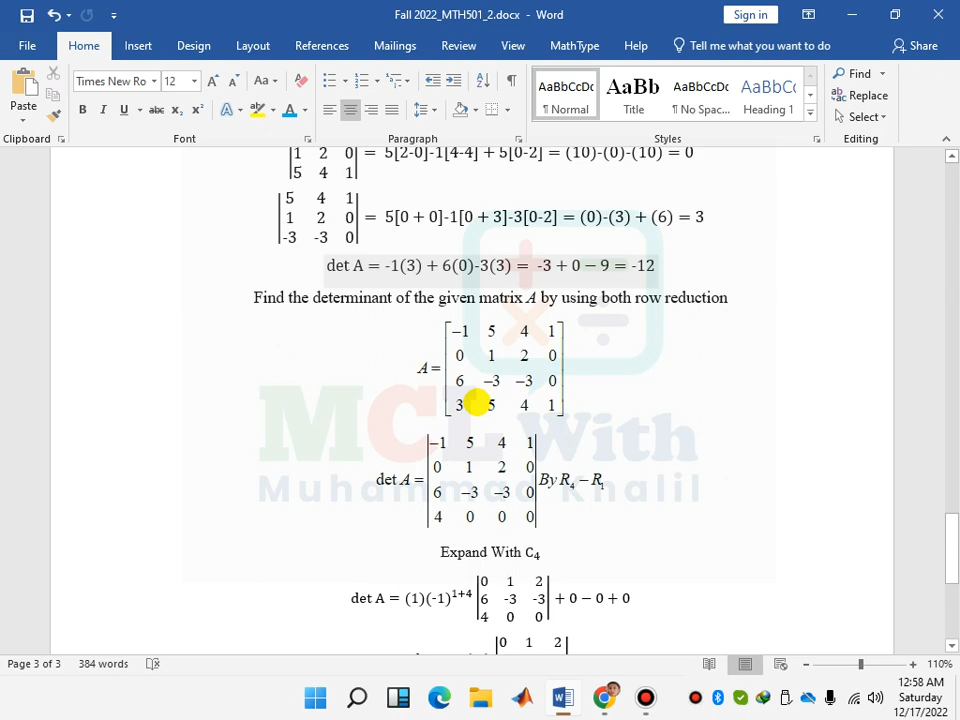 Fall 2022_MTH501_2.docx - Word
Sign in
File Home Insert Design Layout References Mailings Review View MathType Help Tell me what you want to do Share
Paste
Times New Ro 12 Aa
B I U abc x₂ x² A A
AaBbCcDc AaBb AaBbCcDc AaBbCcD
¶ Normal Title ¶ No Spac... Heading 1
Find
Replace
Select
Clipboard Font Paragraph Styles Editing
|1 2 0| = 5[2-0]-1[4-4] + 5[0-2] = (10)-(0)-(10) = 0
5 4 1
5 4 1
|1 2 0| = 5[0 + 0]-1[0 + 3]-3[0-2] = (0)-(3) + (6) = 3
-3 -3 0
det A = -1(3) + 6(0)-3(3) = -3 + 0 − 9 = -12
Find the determinant of the given matrix A by using both row reduction
−1 5 4 1
0 1 2 0
A =
6 −3 −3 0
3 5 4 1
MCL With
Muhammad Khalil
−1 5 4 1
0 1 2 0
det A = By R₄ − R₁
6 −3 −3 0
4 0 0 0
Expand With C₄
0 1 2
det A = (1)(-1)¹⁺⁴ |6 -3 -3| + 0 − 0 + 0
4 0 0
0 1 2
Page 3 of 3 384 words 110%
12:58 AM
Saturday
12/17/2022